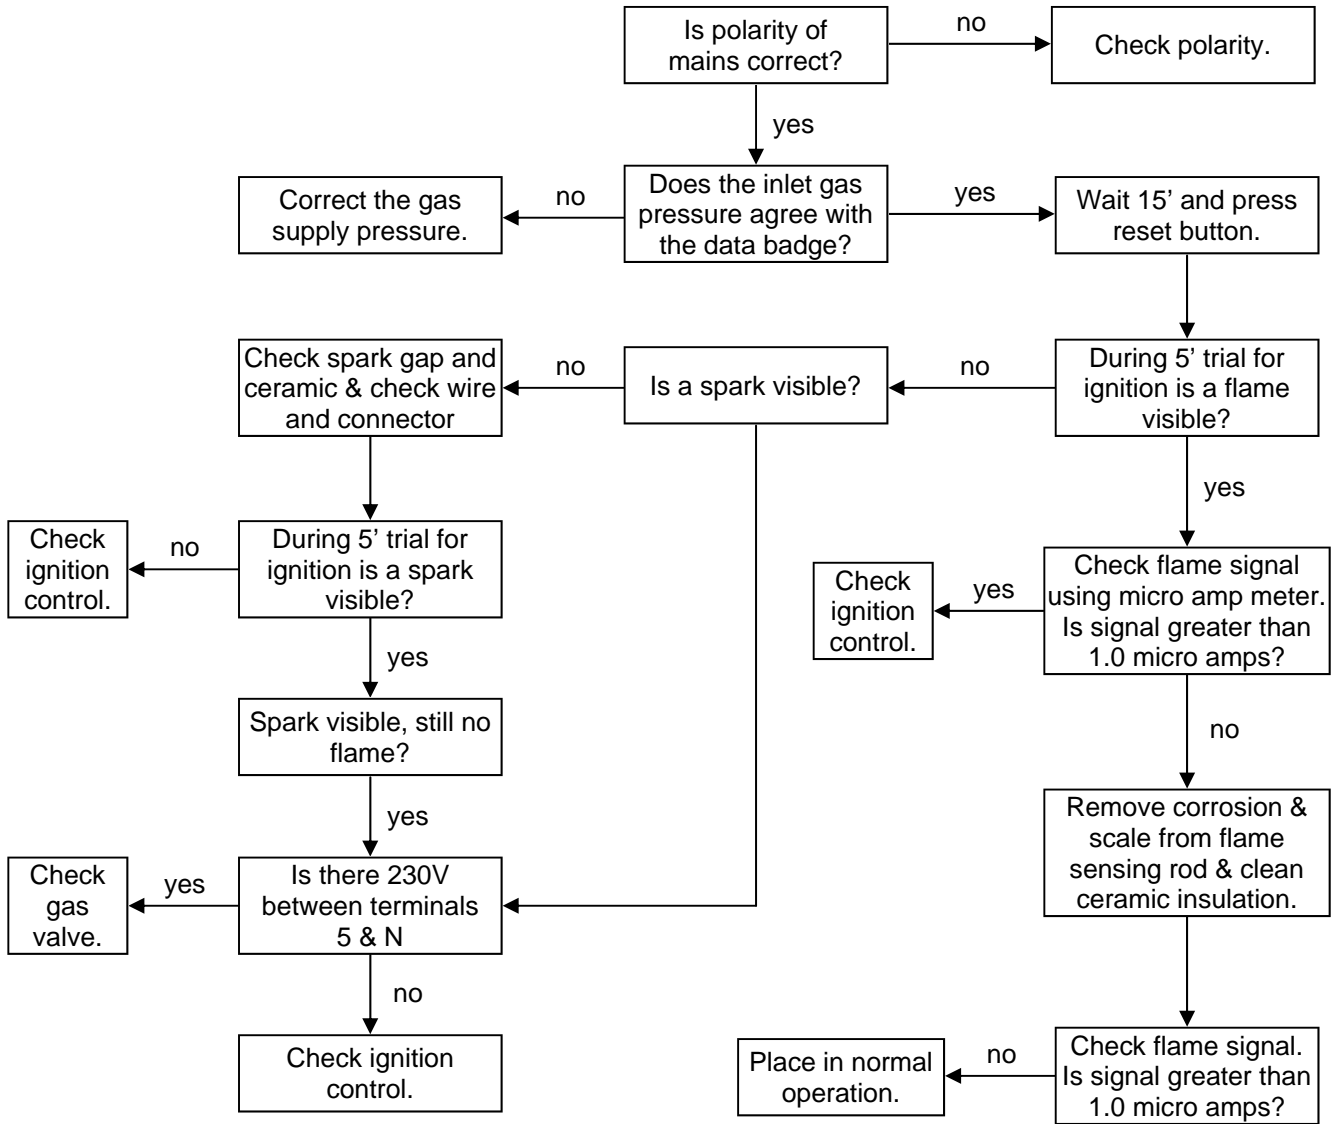 Is polarity of
mains correct?
no
Check polarity.
yes
Correct the gas
supply pressure.
no
Does the inlet gas
pressure agree with
the data badge?
yes
Wait 15’ and press
reset button.
Check spark gap and
ceramic & check wire
and connector
no
Is a spark visible?
no
During 5’ trial for
ignition is a flame
visible?
yes
Check
ignition
control.
no
During 5’ trial for
ignition is a spark
visible?
Check
ignition
control.
yes
Check flame signal
using micro amp meter.
Is signal greater than
1.0 micro amps?
yes
Spark visible, still no
flame?
no
yes
Remove corrosion &
scale from flame
sensing rod & clean
ceramic insulation.
Check
gas
valve.
yes
Is there 230V
between terminals
5 & N
no
Check ignition
control.
Place in normal
operation.
no
Check flame signal.
Is signal greater than
1.0 micro amps?